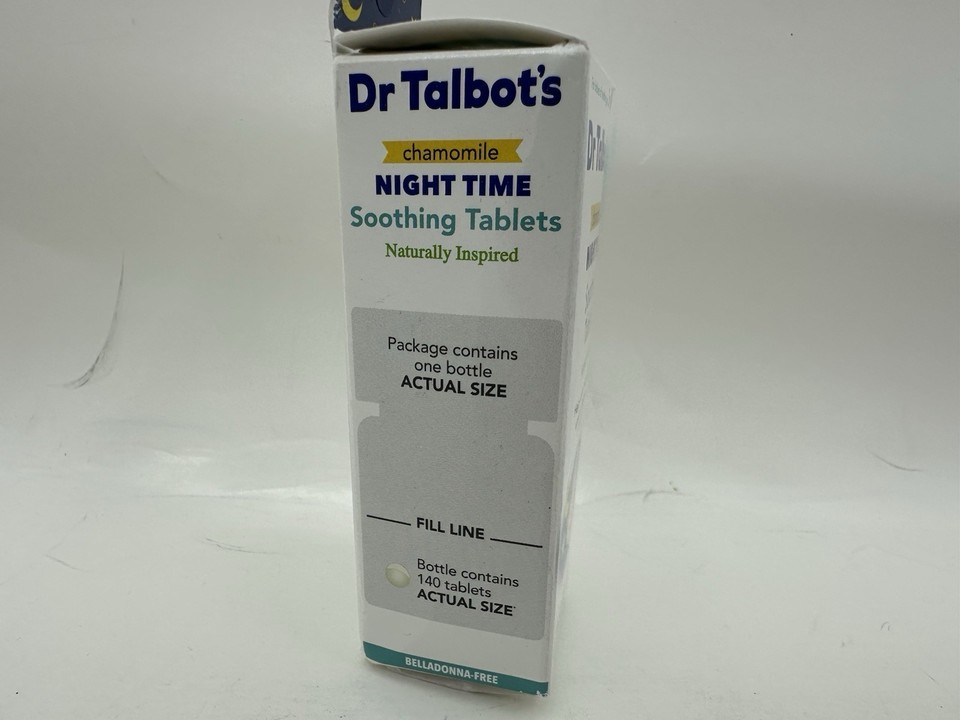 Dr Talbot's
chamomile
NIGHT TIME
Soothing Tablets
Naturally Inspired
Package contains
one bottle
ACTUAL SIZE
FILL LINE
Bottle contains
140 tablets
ACTUAL SIZE*
BELLADONNA-FREE